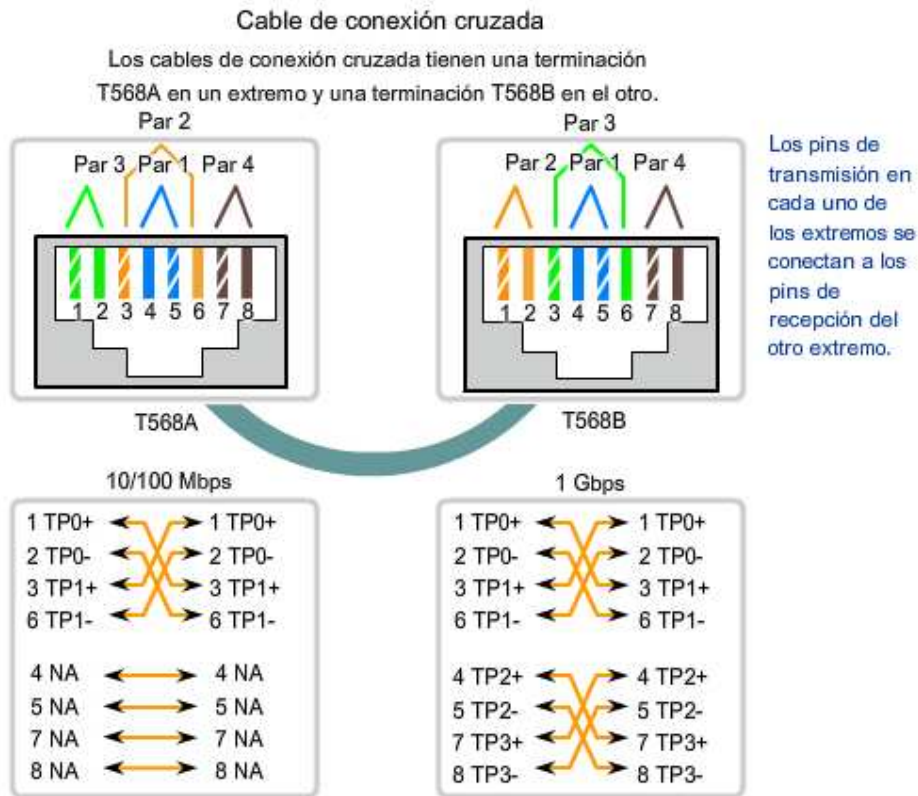 Cable de conexión cruzada
Los cables de conexión cruzada tienen una terminación
T568A en un extremo y una terminación T568B en el otro.
Par 2
Par 3 Par 1 Par 4
1 2 3 4 5 6 7 8
T568A
Par 3
Par 2 Par 1 Par 4
1 2 3 4 5 6 7 8
T568B
Los pins de
transmisión en
cada uno de
los extremos se
conectan a los
pins de
recepción del
otro extremo.
10/100 Mbps
1 TP0+ 1 TP0+
2 TP0- 2 TP0-
3 TP1+ 3 TP1+
6 TP1- 6 TP1-
4 NA 4 NA
5 NA 5 NA
7 NA 7 NA
8 NA 8 NA
1 Gbps
1 TP0+ 1 TP0+
2 TP0- 2 TP0-
3 TP1+ 3 TP1+
6 TP1- 6 TP1-
4 TP2+ 4 TP2+
5 TP2- 5 TP2-
7 TP3+ 7 TP3+
8 TP3- 8 TP3-